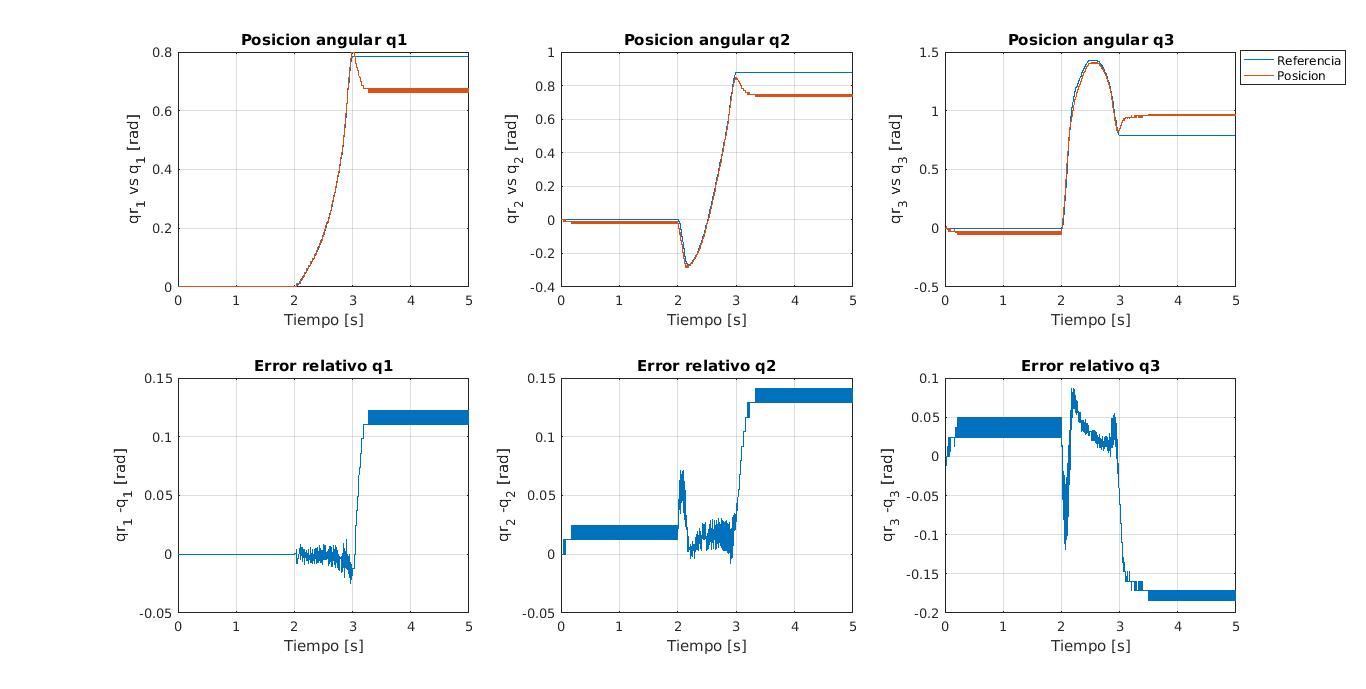 Posicion angular q1
0.8
0.6
0.4
0.2
0
0 1 2 3 4 5
qr1 vs q1 [rad]
Tiempo [s]
Posicion angular q2
1
0.8
0.6
0.4
0.2
0
-0.2
-0.4
0 1 2 3 4 5
qr2 vs q2 [rad]
Tiempo [s]
Posicion angular q3
1.5
1
0.5
0
-0.5
0 1 2 3 4 5
qr3 vs q3 [rad]
Tiempo [s]
Referencia
Posicion
Error relativo q1
0.15
0.1
0.05
0
-0.05
0 1 2 3 4 5
qr1 -q1 [rad]
Tiempo [s]
Error relativo q2
0.15
0.1
0.05
0
-0.05
0 1 2 3 4 5
qr2 -q2 [rad]
Tiempo [s]
Error relativo q3
0.1
0.05
0
-0.05
-0.1
-0.15
-0.2
0 1 2 3 4 5
qr3 -q3 [rad]
Tiempo [s]